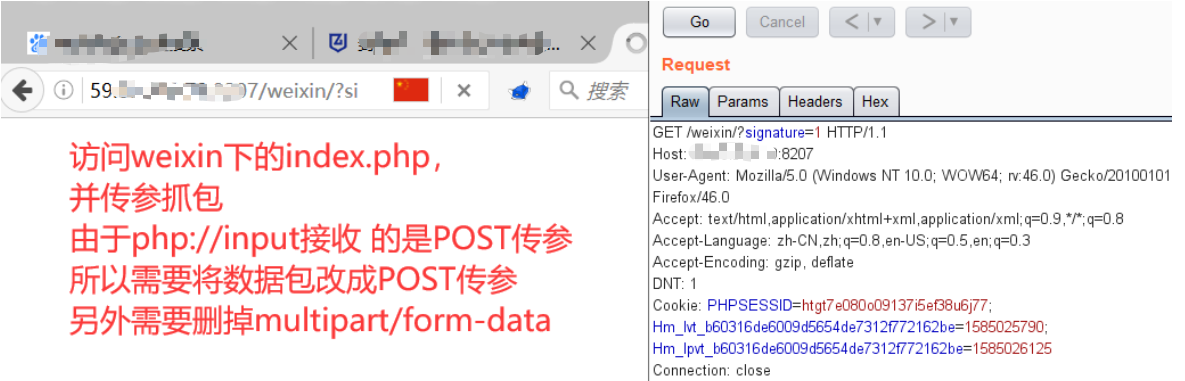 59.
07/weixin/?si
搜索
访问weixin下的index.php，
并传参抓包
由于php://input接收 的是POST传参
所以需要将数据包改成POST传参
另外需要删掉multipart/form-data
Go
Cancel
<
>
Request
Raw
Params
Headers
Hex
GET /weixin/?signature=1 HTTP/1.1
Host: :8207
User-Agent: Mozilla/5.0 (Windows NT 10.0; WOW64; rv:46.0) Gecko/20100101
Firefox/46.0
Accept: text/html,application/xhtml+xml,application/xml;q=0.9,*/*;q=0.8
Accept-Language: zh-CN,zh;q=0.8,en-US;q=0.5,en;q=0.3
Accept-Encoding: gzip, deflate
DNT: 1
Cookie: PHPSESSID=htgt7e080o09137i5ef38u6j77;
Hm_lvt_b60316de6009d5654de7312f772162be=1585025790;
Hm_lpvt_b60316de6009d5654de7312f772162be=1585026125
Connection: close